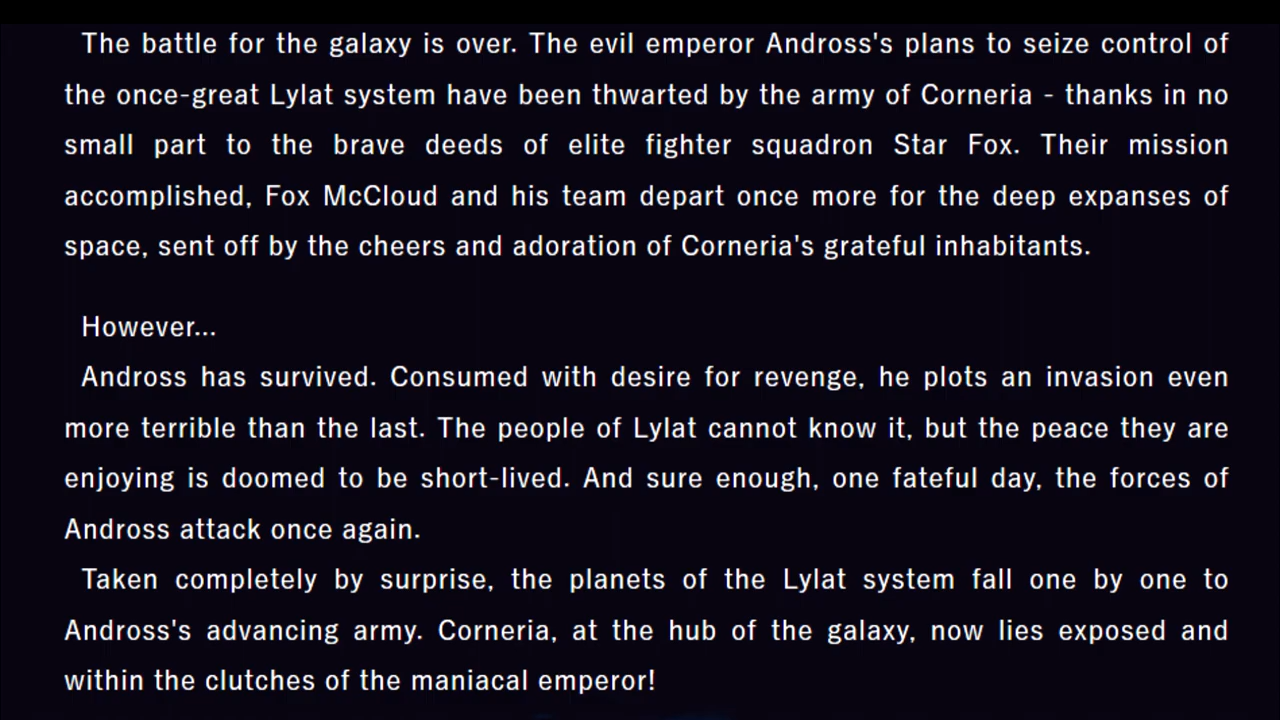 The battle for the galaxy is over. The evil emperor Andross's plans to seize control of
the once-great Lylat system have been thwarted by the army of Corneria - thanks in no
small part to the brave deeds of elite fighter squadron Star Fox. Their mission
accomplished, Fox McCloud and his team depart once more for the deep expanses of
space, sent off by the cheers and adoration of Corneria's grateful inhabitants.
However...
Andross has survived. Consumed with desire for revenge, he plots an invasion even
more terrible than the last. The people of Lylat cannot know it, but the peace they are
enjoying is doomed to be short-lived. And sure enough, one fateful day, the forces of
Andross attack once again.
Taken completely by surprise, the planets of the Lylat system fall one by one to
Andross's advancing army. Corneria, at the hub of the galaxy, now lies exposed and
within the clutches of the maniacal emperor!